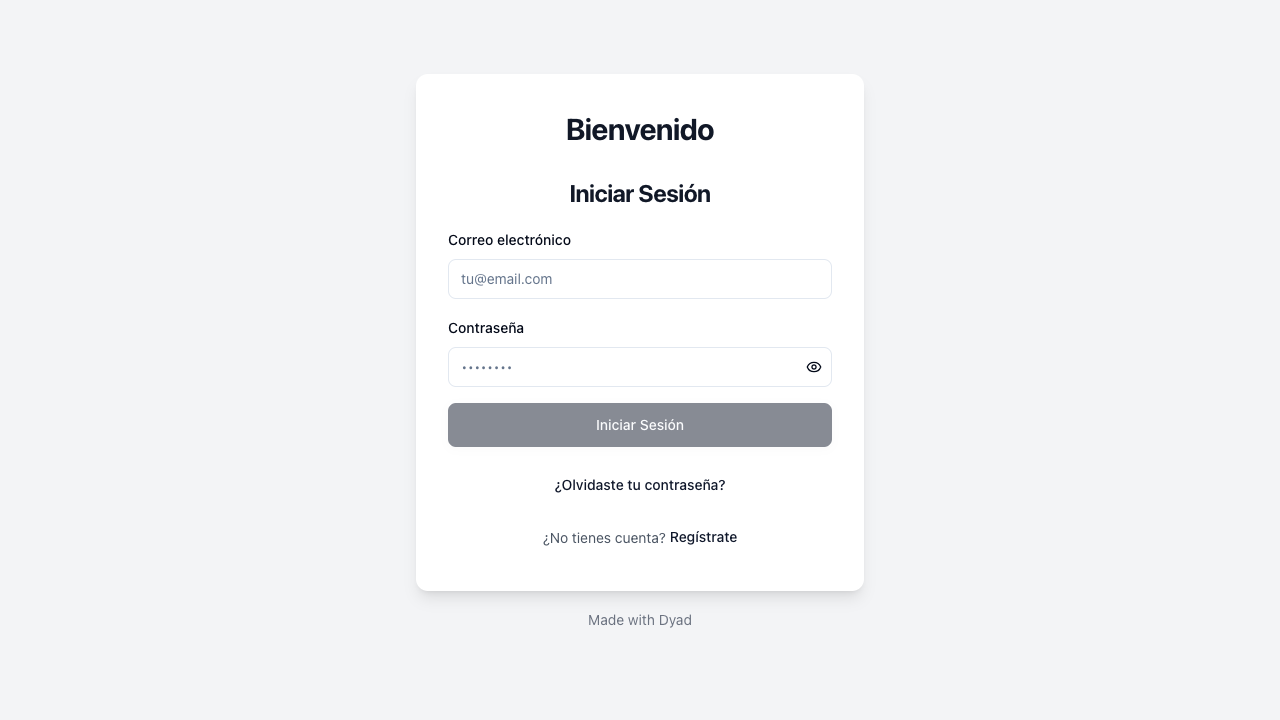 Bienvenido
Iniciar Sesión
Correo electrónico
tu@email.com
Contraseña
••••••••
Iniciar Sesión
¿Olvidaste tu contraseña?
¿No tienes cuenta? Regístrate
Made with Dyad